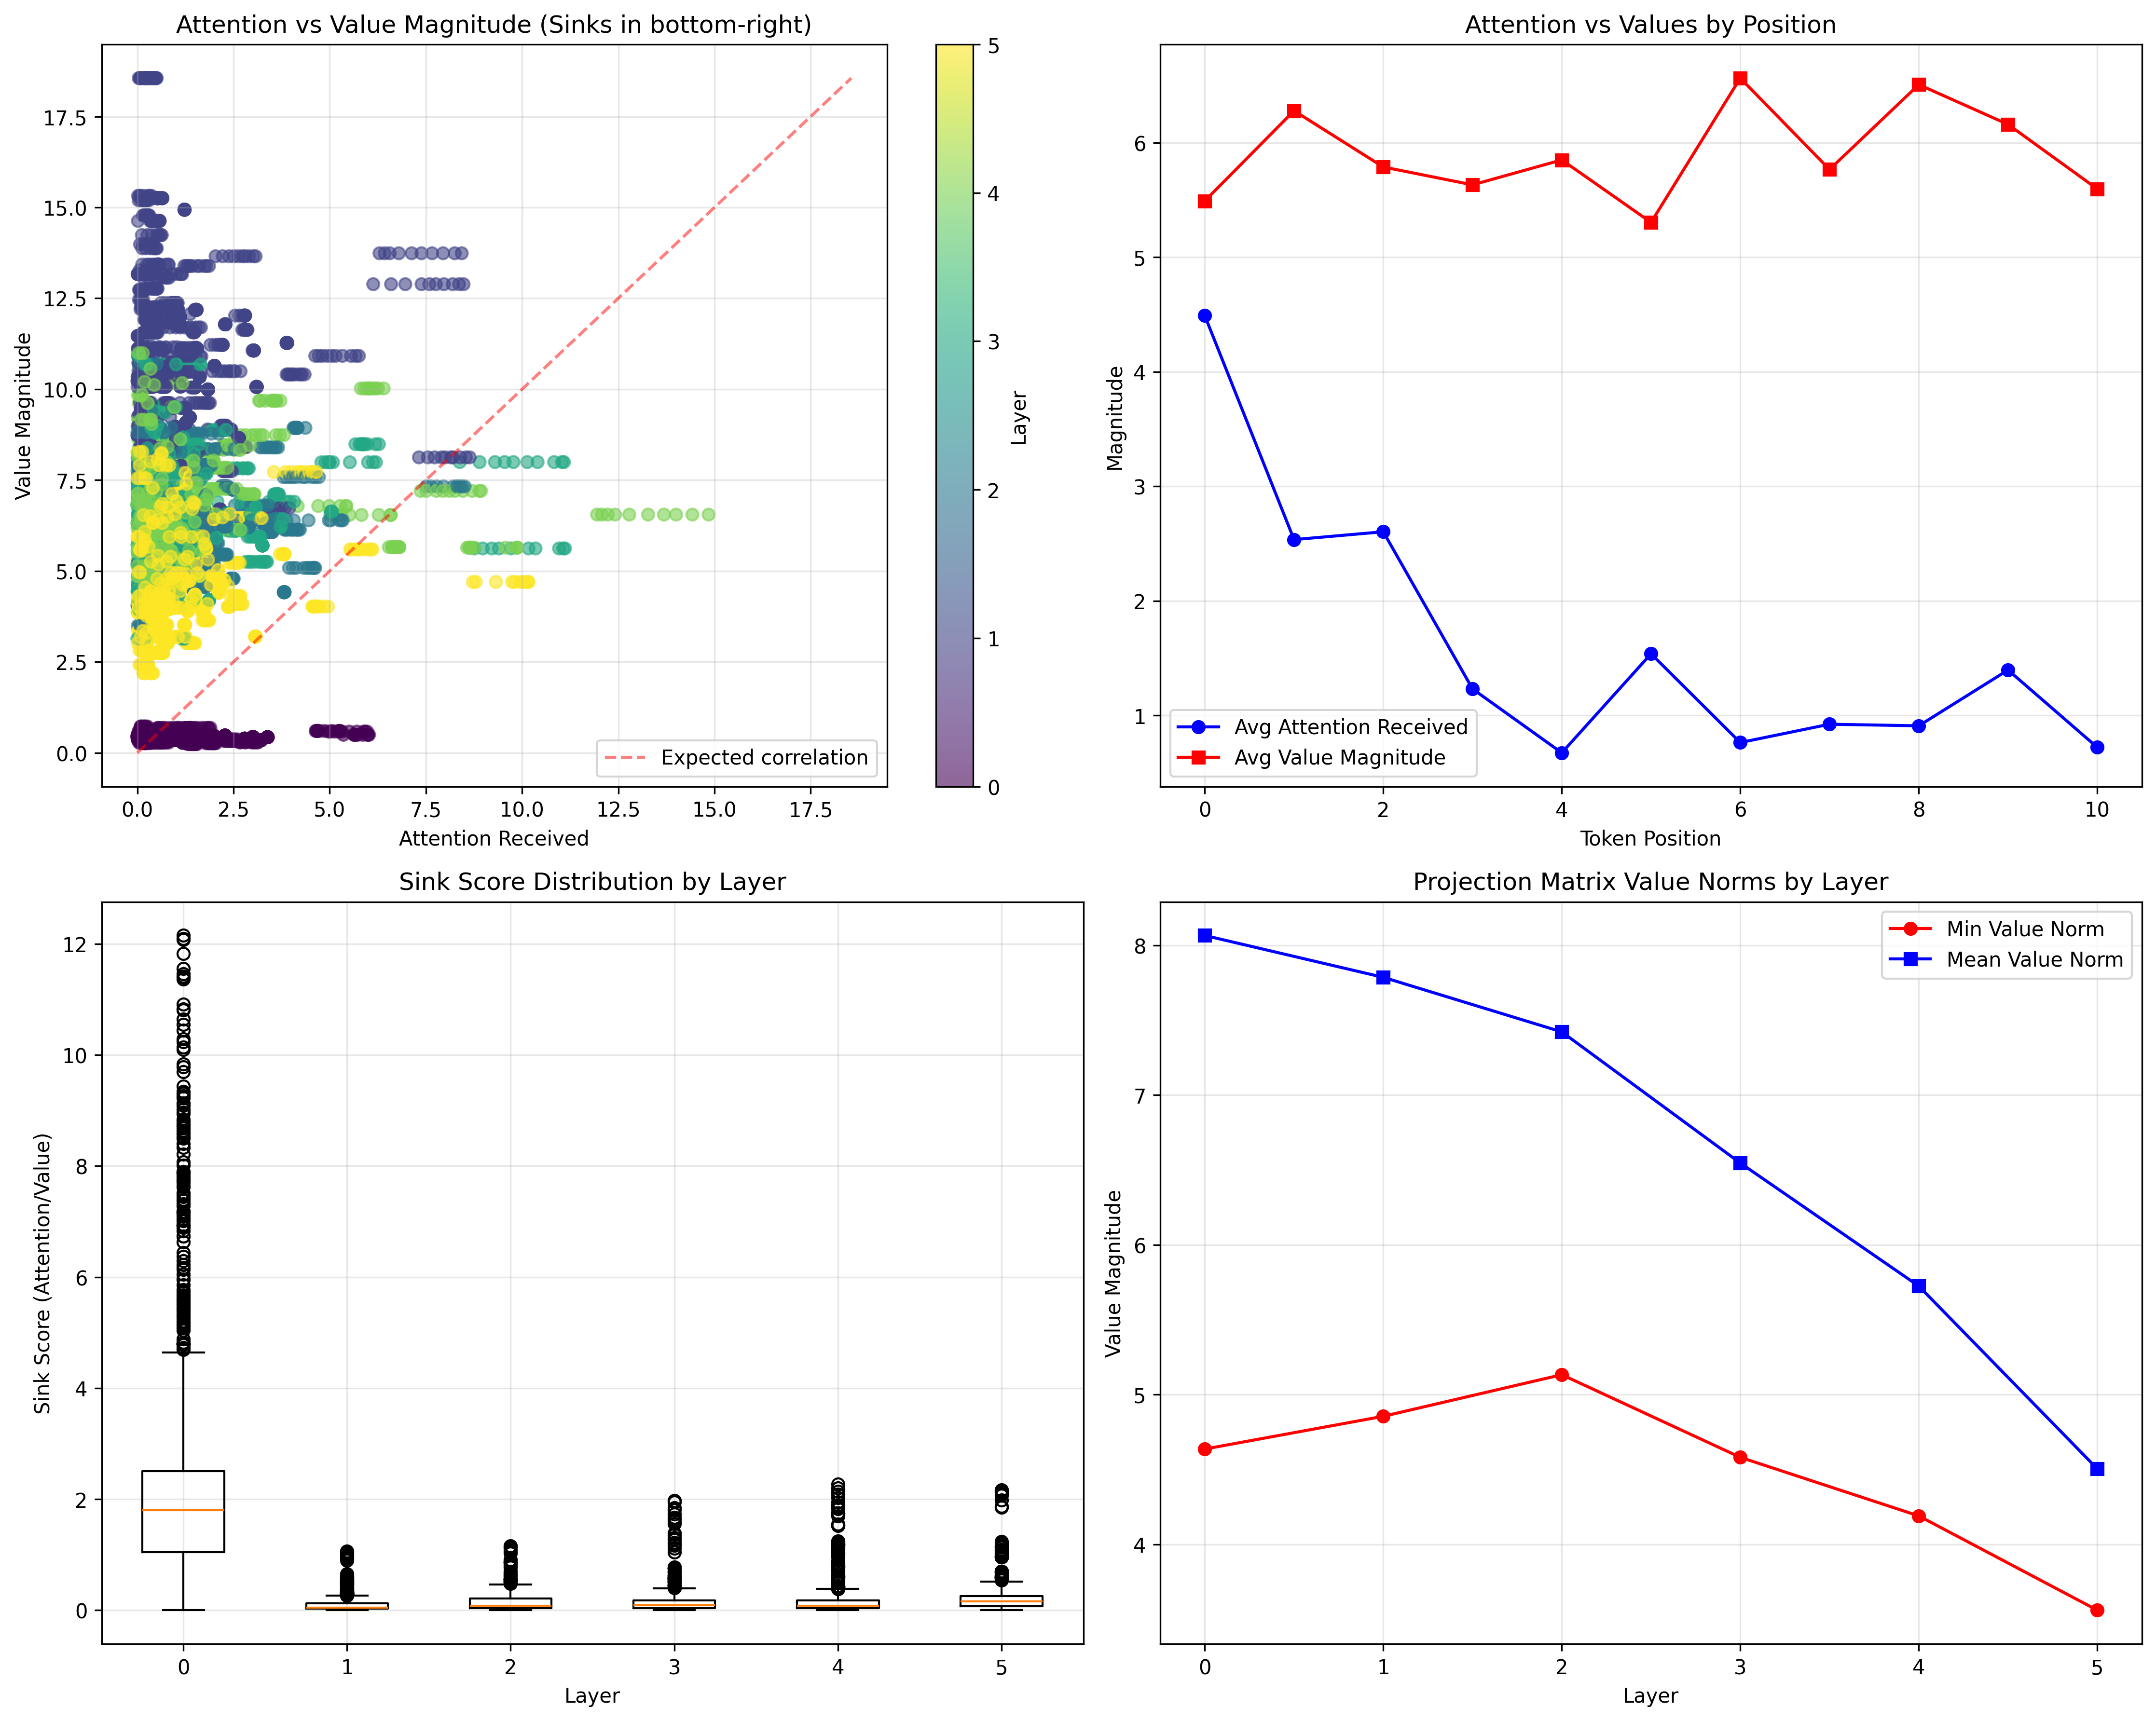 Attention vs Value Magnitude (Sinks in bottom-right)
Value Magnitude
17.5
15.0
12.5
10.0
7.5
5.0
2.5
0.0
Expected correlation
0.0 2.5 5.0 7.5 10.0 12.5 15.0 17.5
Attention Received
5
4
3
2
1
0
Layer
Attention vs Values by Position
Magnitude
6
5
4
3
2
1
Avg Attention Received
Avg Value Magnitude
0 2 4 6 8 10
Token Position
Sink Score Distribution by Layer
Sink Score (Attention/Value)
12
10
8
6
4
2
0
0 1 2 3 4 5
Layer
Projection Matrix Value Norms by Layer
Value Magnitude
8
7
6
5
4
Min Value Norm
Mean Value Norm
0 1 2 3 4 5
Layer